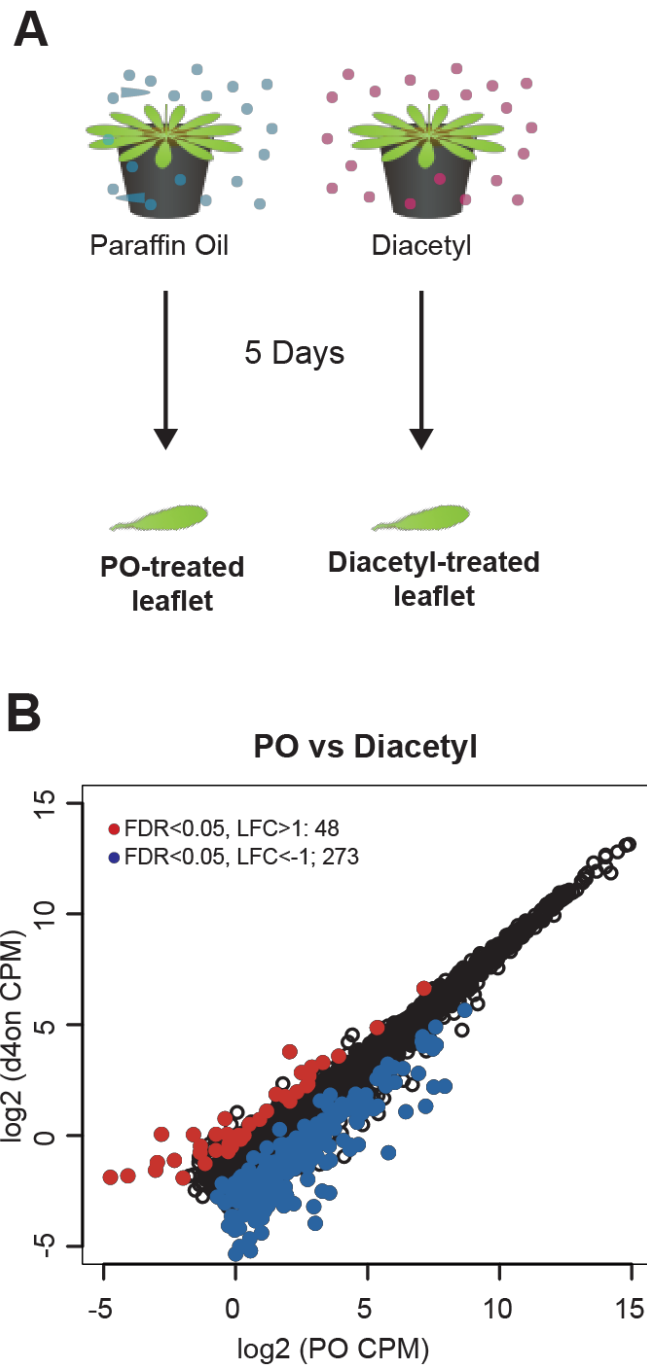 A
Paraffin Oil
Diacetyl
5 Days
PO-treated
leaflet
Diacetyl-treated
leaflet
B
PO vs Diacetyl
FDR<0.05, LFC>1: 48
FDR<0.05, LFC<-1; 273
log2 (d4on CPM)
15
10
5
0
-5
-5
0
5
10
15
log2 (PO CPM)